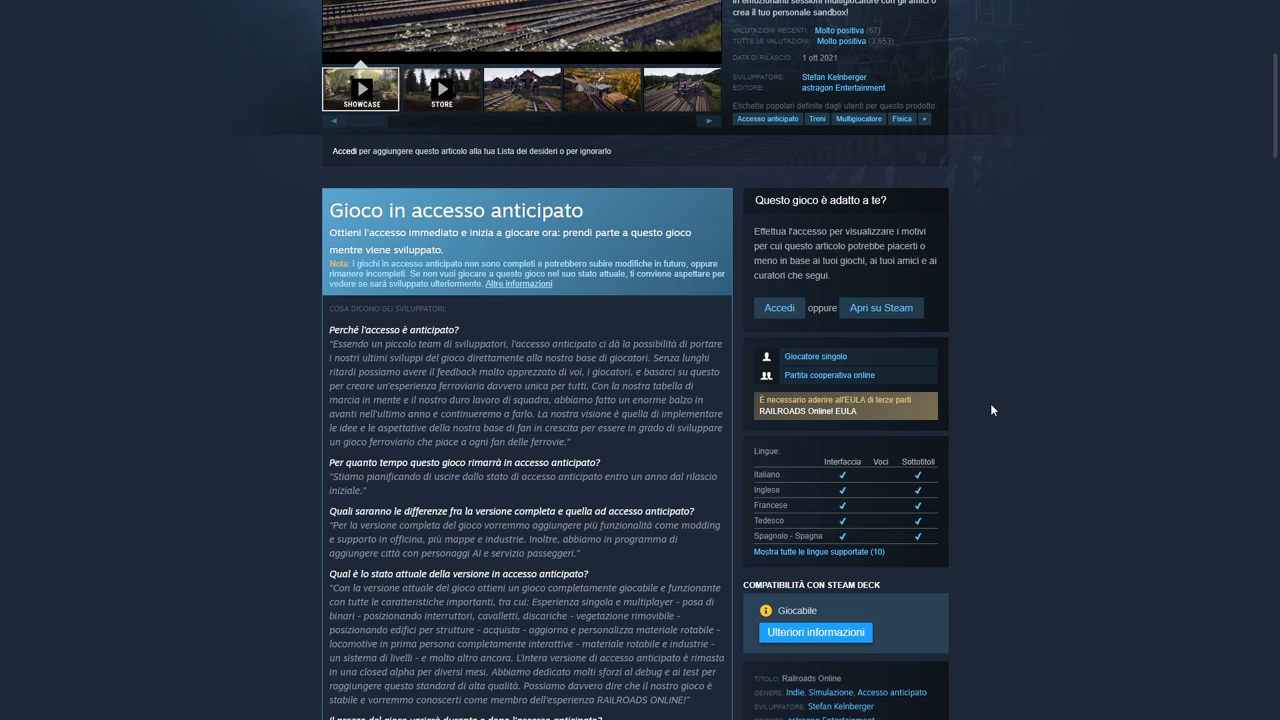 in emozionanti sessioni multigiocatore con gli amici o
crea il tuo personale sandbox!
VALUTAZIONI RECENTI: Molto positiva (67)
TUTTE LE VALUTAZIONI: Molto positiva (3 653)
DATA DI RILASCIO: 1 ott 2021
SVILUPPATORE: Stefan Kelnberger
EDITORE: astragon Entertainment
Etichette popolari definite dagli utenti per questo prodotto:
Accesso anticipato Treni Multigiocatore Fisica +
SHOWCASE
STORE
Accedi per aggiungere questo articolo alla tua Lista dei desideri o per ignorarlo
Gioco in accesso anticipato
Ottieni l'accesso immediato e inizia a giocare ora: prendi parte a questo gioco
mentre viene sviluppato.
Nota: i giochi in accesso anticipato non sono completi e potrebbero subire modifiche in futuro, oppure
rimanere incompleti. Se non vuoi giocare a questo gioco nel suo stato attuale, ti conviene aspettare per
vedere se sarà sviluppato ulteriormente. Altre informazioni
COSA DICONO GLI SVILUPPATORI:
Perché l'accesso è anticipato?
“Essendo un piccolo team di sviluppatori, l'accesso anticipato ci dà la possibilità di portare
i nostri ultimi sviluppi del gioco direttamente alla nostra base di giocatori. Senza lunghi
ritardi possiamo avere il feedback molto apprezzato di voi, i giocatori, e basarci su questo
per creare un'esperienza ferroviaria davvero unica per tutti. Con la nostra tabella di
marcia in mente e il nostro duro lavoro di squadra, abbiamo fatto un enorme balzo in
avanti nell'ultimo anno e continueremo a farlo. La nostra visione è quella di implementare
le idee e le aspettative della nostra base di fan in crescita per essere in grado di sviluppare
un gioco ferroviario che piace a ogni fan delle ferrovie.”
Per quanto tempo questo gioco rimarrà in accesso anticipato?
“Stiamo pianificando di uscire dallo stato di accesso anticipato entro un anno dal rilascio
iniziale.”
Quali saranno le differenze fra la versione completa e quella ad accesso anticipato?
“Per la versione completa del gioco vorremmo aggiungere più funzionalità come modding
e supporto in officina, più mappe e industrie. Inoltre, abbiamo in programma di
aggiungere città con personaggi AI e servizio passeggeri.”
Qual è lo stato attuale della versione in accesso anticipato?
“Con la versione attuale del gioco ottieni un gioco completamente giocabile e funzionante
con tutte le caratteristiche importanti, tra cui: Esperienza singola e multiplayer - posa di
binari - posizionando interruttori, cavalletti, discariche - vegetazione rimovibile -
posizionando edifici per strutture - acquista - aggiorna e personalizza materiale rotabile -
locomotive in prima persona completamente interattive - materiale rotabile e industrie -
un sistema di livelli - e molto altro ancora. L'intera versione di accesso anticipato è rimasta
in una closed alpha per diversi mesi. Abbiamo dedicato molti sforzi al debug e ai test per
raggiungere questo standard di alta qualità. Possiamo davvero dire che il nostro gioco è
stabile e vorremmo conoscerti come membro dell'esperienza RAILROADS ONLINE!”
Il prezzo del gioco varierà durante e dopo l'accesso anticipato?
Questo gioco è adatto a te?
Effettua l'accesso per visualizzare i motivi
per cui questo articolo potrebbe piacerti o
meno in base ai tuoi giochi, ai tuoi amici e ai
curatori che segui.
Accedi oppure Apri su Steam
Giocatore singolo
Partita cooperativa online
È necessario aderire all'EULA di terze parti
RAILROADS Online! EULA
Lingue:
Interfaccia Voci Sottotitoli
Italiano ✔ ✔
Inglese ✔ ✔
Francese ✔ ✔
Tedesco ✔ ✔
Spagnolo - Spagna ✔ ✔
Mostra tutte le lingue supportate (10)
COMPATIBILITÀ CON STEAM DECK
Giocabile
Ulteriori informazioni
TITOLO: Railroads Online
GENERE: Indie, Simulazione, Accesso anticipato
SVILUPPATORE: Stefan Kelnberger
EDITORE: astragon Entertainment